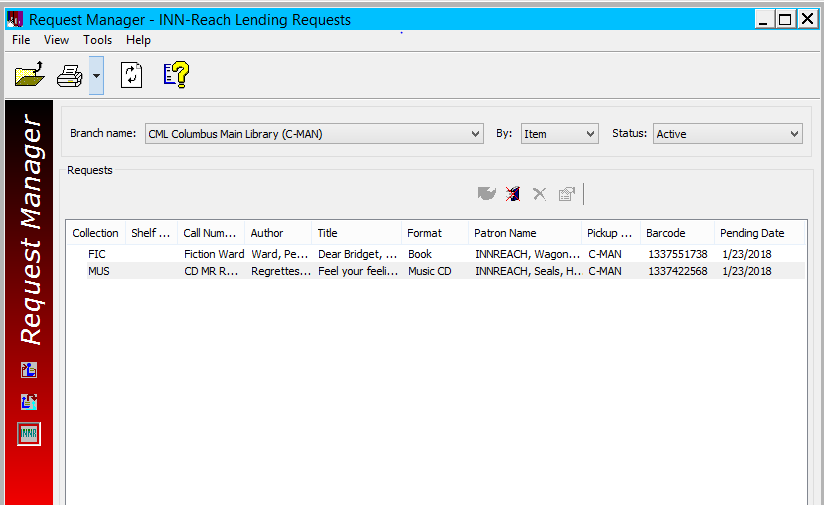 Request Manager - INN-Reach Lending Requests
File View Tools Help
Request Manager
Branch name: CML Columbus Main Library (C-MAN) By: Item Status: Active
Requests
Collection Shelf ... Call Num... Author Title Format Patron Name Pickup ... Barcode Pending Date
FIC Fiction Ward Ward, Pe... Dear Bridget, ... Book INNREACH, Wagon... C-MAN 1337551738 1/23/2018
MUS CD MR R... Regrettes... Feel your feeli... Music CD INNREACH, Seals, H... C-MAN 1337422568 1/23/2018